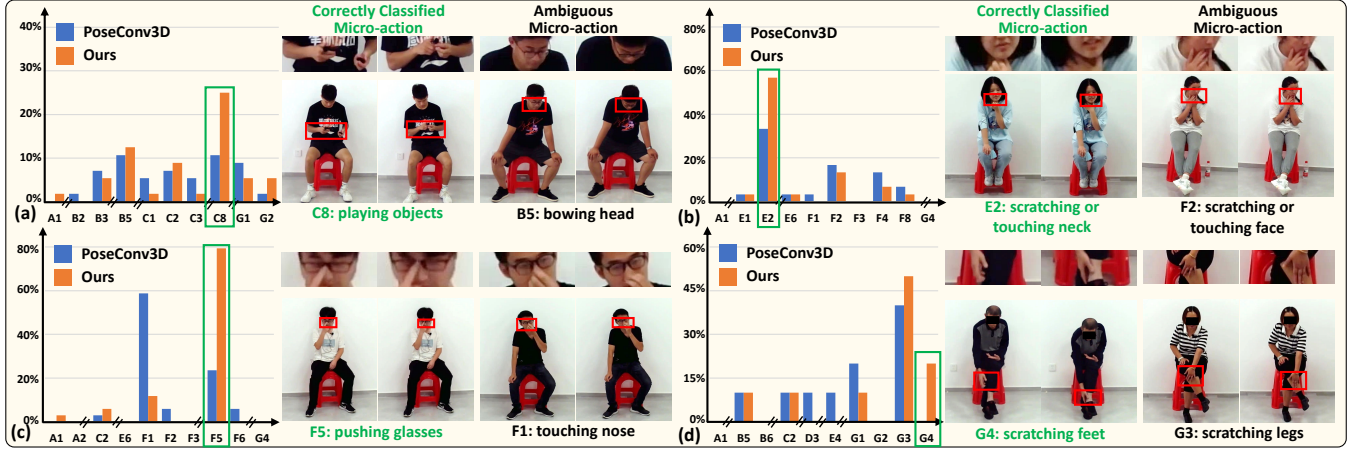 40%
30%
20%
10%
0%
PoseConv3D
Ours
A1 B2 B3 B5 C1 C2 C3 C8 G1 G2
(a)
Correctly Classified
Micro-action
Ambiguous
Micro-action
C8: playing objects
B5: bowing head
80%
60%
40%
20%
0%
PoseConv3D
Ours
A1 E1 E2 E6 F1 F2 F3 F4 F8 G4
(b)
Correctly Classified
Micro-action
Ambiguous
Micro-action
E2: scratching or
touching neck
F2: scratching or
touching face
80%
60%
40%
20%
0%
PoseConv3D
Ours
A1 A2 C2 E6 F1 F2 F3 F5 F6 G4
(c)
F5: pushing glasses
F1: touching nose
60%
45%
30%
15%
0%
PoseConv3D
Ours
A1 B5 B6 C2 D3 E4 G1 G2 G3 G4
(d)
G4: scratching feet
G3: scratching legs